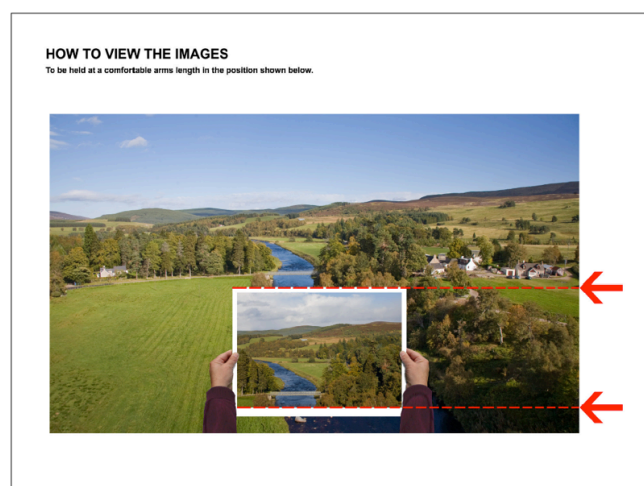 HOW TO VIEW THE IMAGES
To be held at a comfortable arms length in the position shown below.